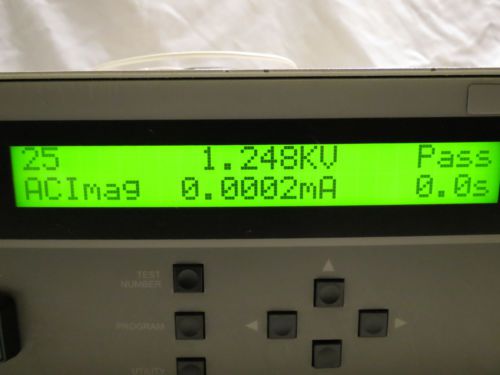 25 1.248KV Pass
ACImag 0.0002mA 0.0s
TEST
NUMBER
PROGRAM